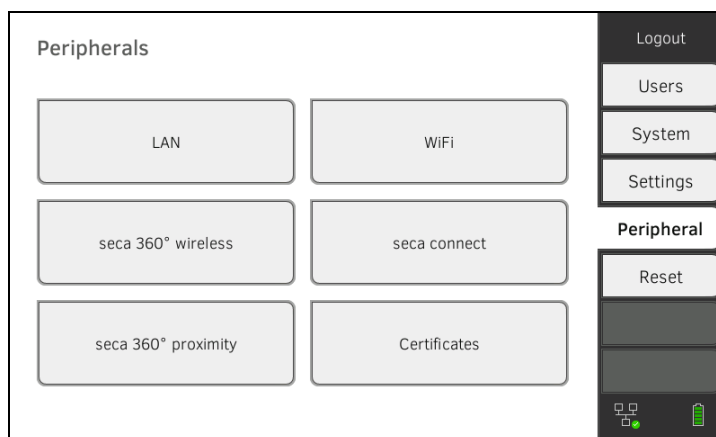 Peripherals
LAN
WiFi
seca 360° wireless
seca connect
seca 360° proximity
Certificates
Logout
Users
System
Settings
Peripheral
Reset